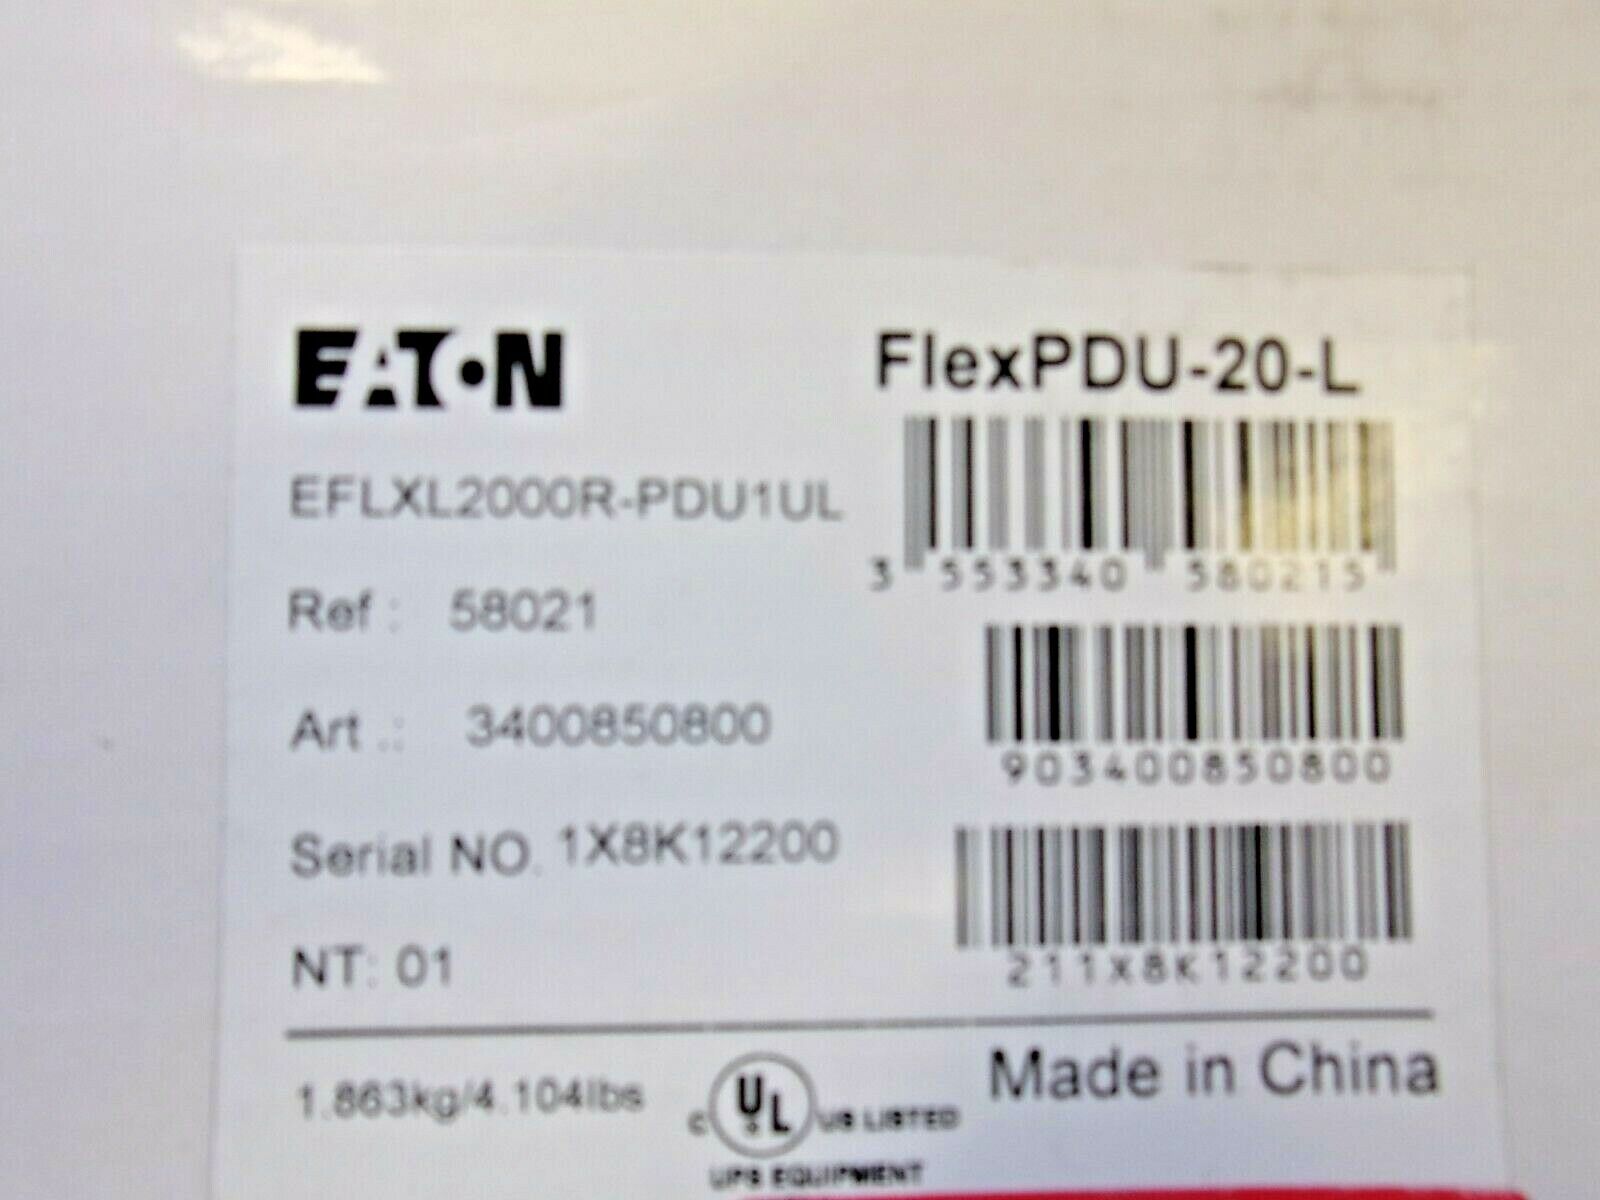 EATON
FlexPDU-20-L
EFLXL2000R-PDU1UL
3 553340 580215
Ref : 58021
Art .: 3400850800
903400850800
Serial NO. 1X8K12200
211X8K12200
NT: 01
1.863kg/4.104lbs
C UL US LISTED
Made in China
UPS EQUIPMENT